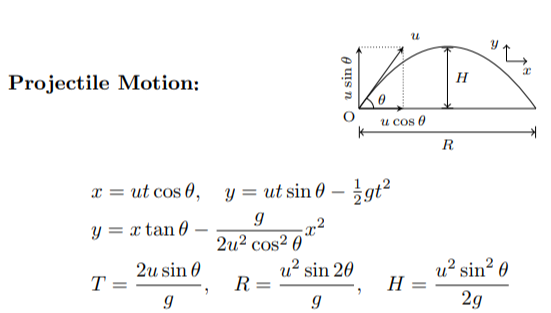 Projectile Motion:
u
y
x
u sin θ
H
θ
O
u cos θ
R
x = ut cos θ, y = ut sin θ − ½gt²
y = x tan θ − g/(2u² cos² θ) x²
T = 2u sin θ/g, R = u² sin 2θ/g, H = u² sin² θ/2g